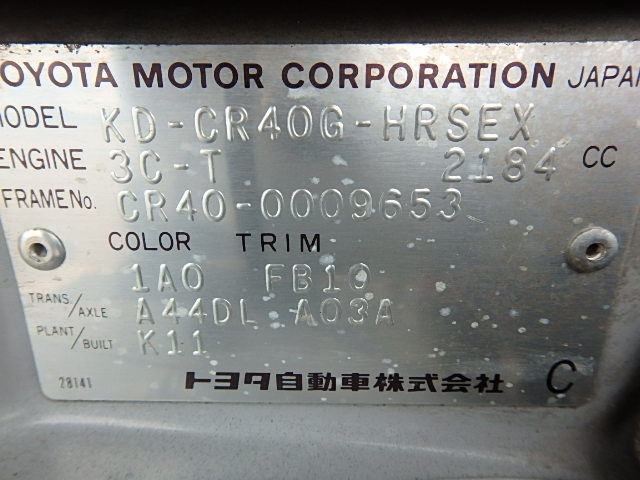 OYOTA MOTOR CORPORATION JAPAN
MODEL KD-CR40G-HRSEX
ENGINE 3C-T 2184 CC
FRAME No. CR40-0009653
COLOR TRIM
1A0 FB10
TRANS/AXLE A44DL A03A
PLANT/BUILT K11
28141 トヨタ自動車株式会社 C